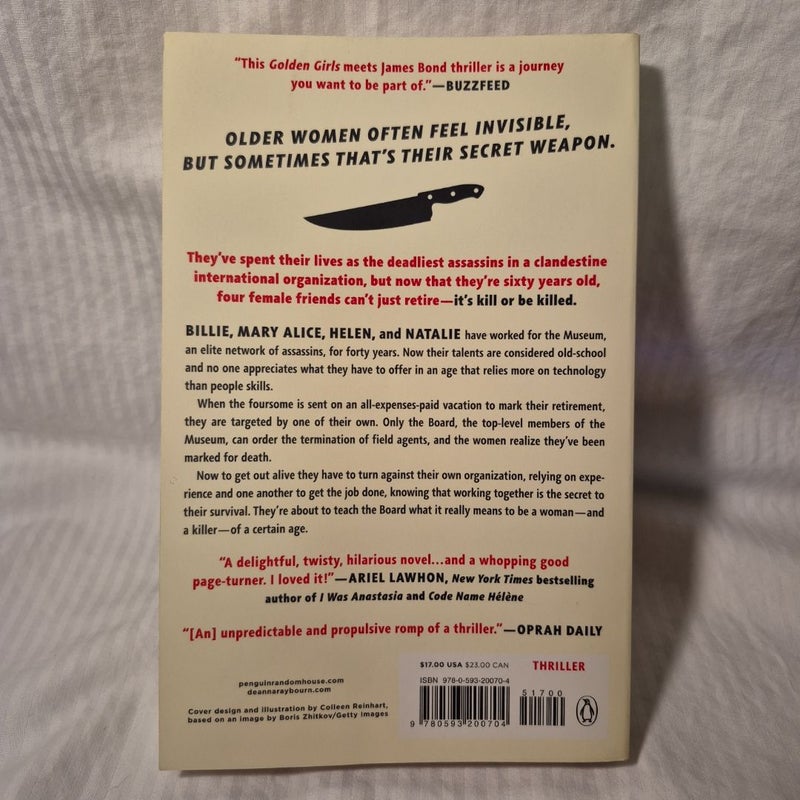 "This Golden Girls meets James Bond thriller is a journey
you want to be part of."—BUZZFEED
OLDER WOMEN OFTEN FEEL INVISIBLE,
BUT SOMETIMES THAT'S THEIR SECRET WEAPON.
They've spent their lives as the deadliest assassins in a clandestine
international organization, but now that they're sixty years old,
four female friends can't just retire—it's kill or be killed.
BILLIE, MARY ALICE, HELEN, and NATALIE have worked for the Museum,
an elite network of assassins, for forty years. Now their talents are considered old-school
and no one appreciates what they have to offer in an age that relies more on technology
than people skills.
When the foursome is sent on an all-expenses-paid vacation to mark their retirement,
they are targeted by one of their own. Only the Board, the top-level members of the
Museum, can order the termination of field agents, and the women realize they've been
marked for death.
Now to get out alive they have to turn against their own organization, relying on expe-
rience and one another to get the job done, knowing that working together is the secret to
their survival. They're about to teach the Board what it really means to be a woman—and
a killer—of a certain age.
"A delightful, twisty, hilarious novel...and a whopping good
page-turner. I loved it!"—ARIEL LAWHON, New York Times bestselling
author of I Was Anastasia and Code Name Hélène
"[An] unpredictable and propulsive romp of a thriller."—OPRAH DAILY
penguinrandomhouse.com
deannaraybourn.com
Cover design and illustration by Colleen Reinhart,
based on an image by Boris Zhitkov/Getty Images
$17.00 USA $23.00 CAN THRILLER
ISBN 978-0-593-20070-4
51700
9 780593 200704